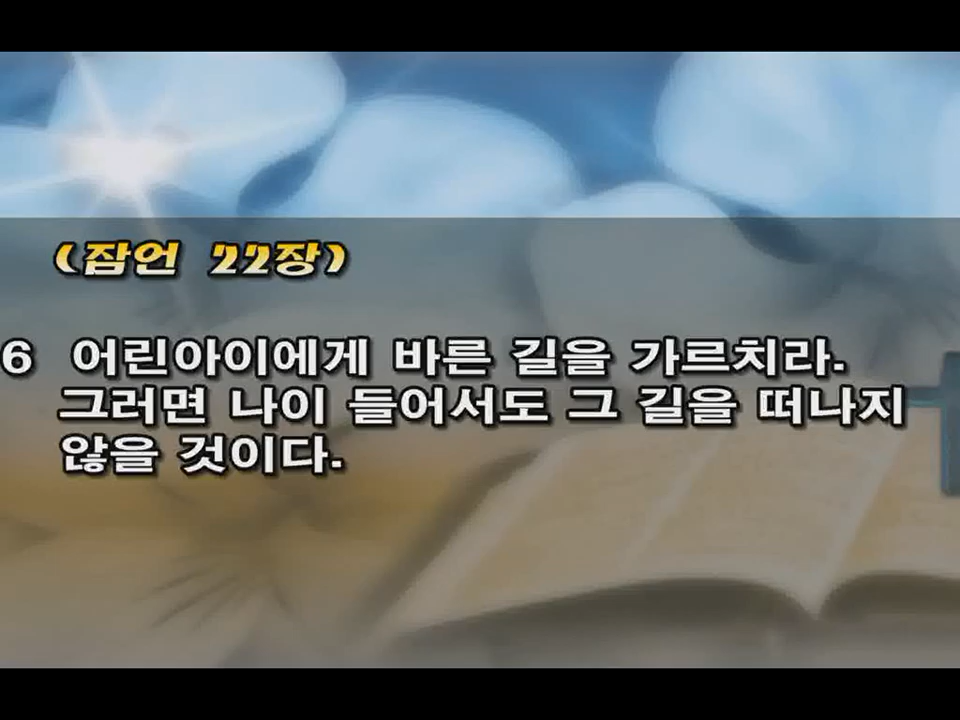 (잠언 22장)
6 어린아이에게 바른 길을 가르치라.
그러면 나이 들어서도 그 길을 떠나지
않을 것이다.